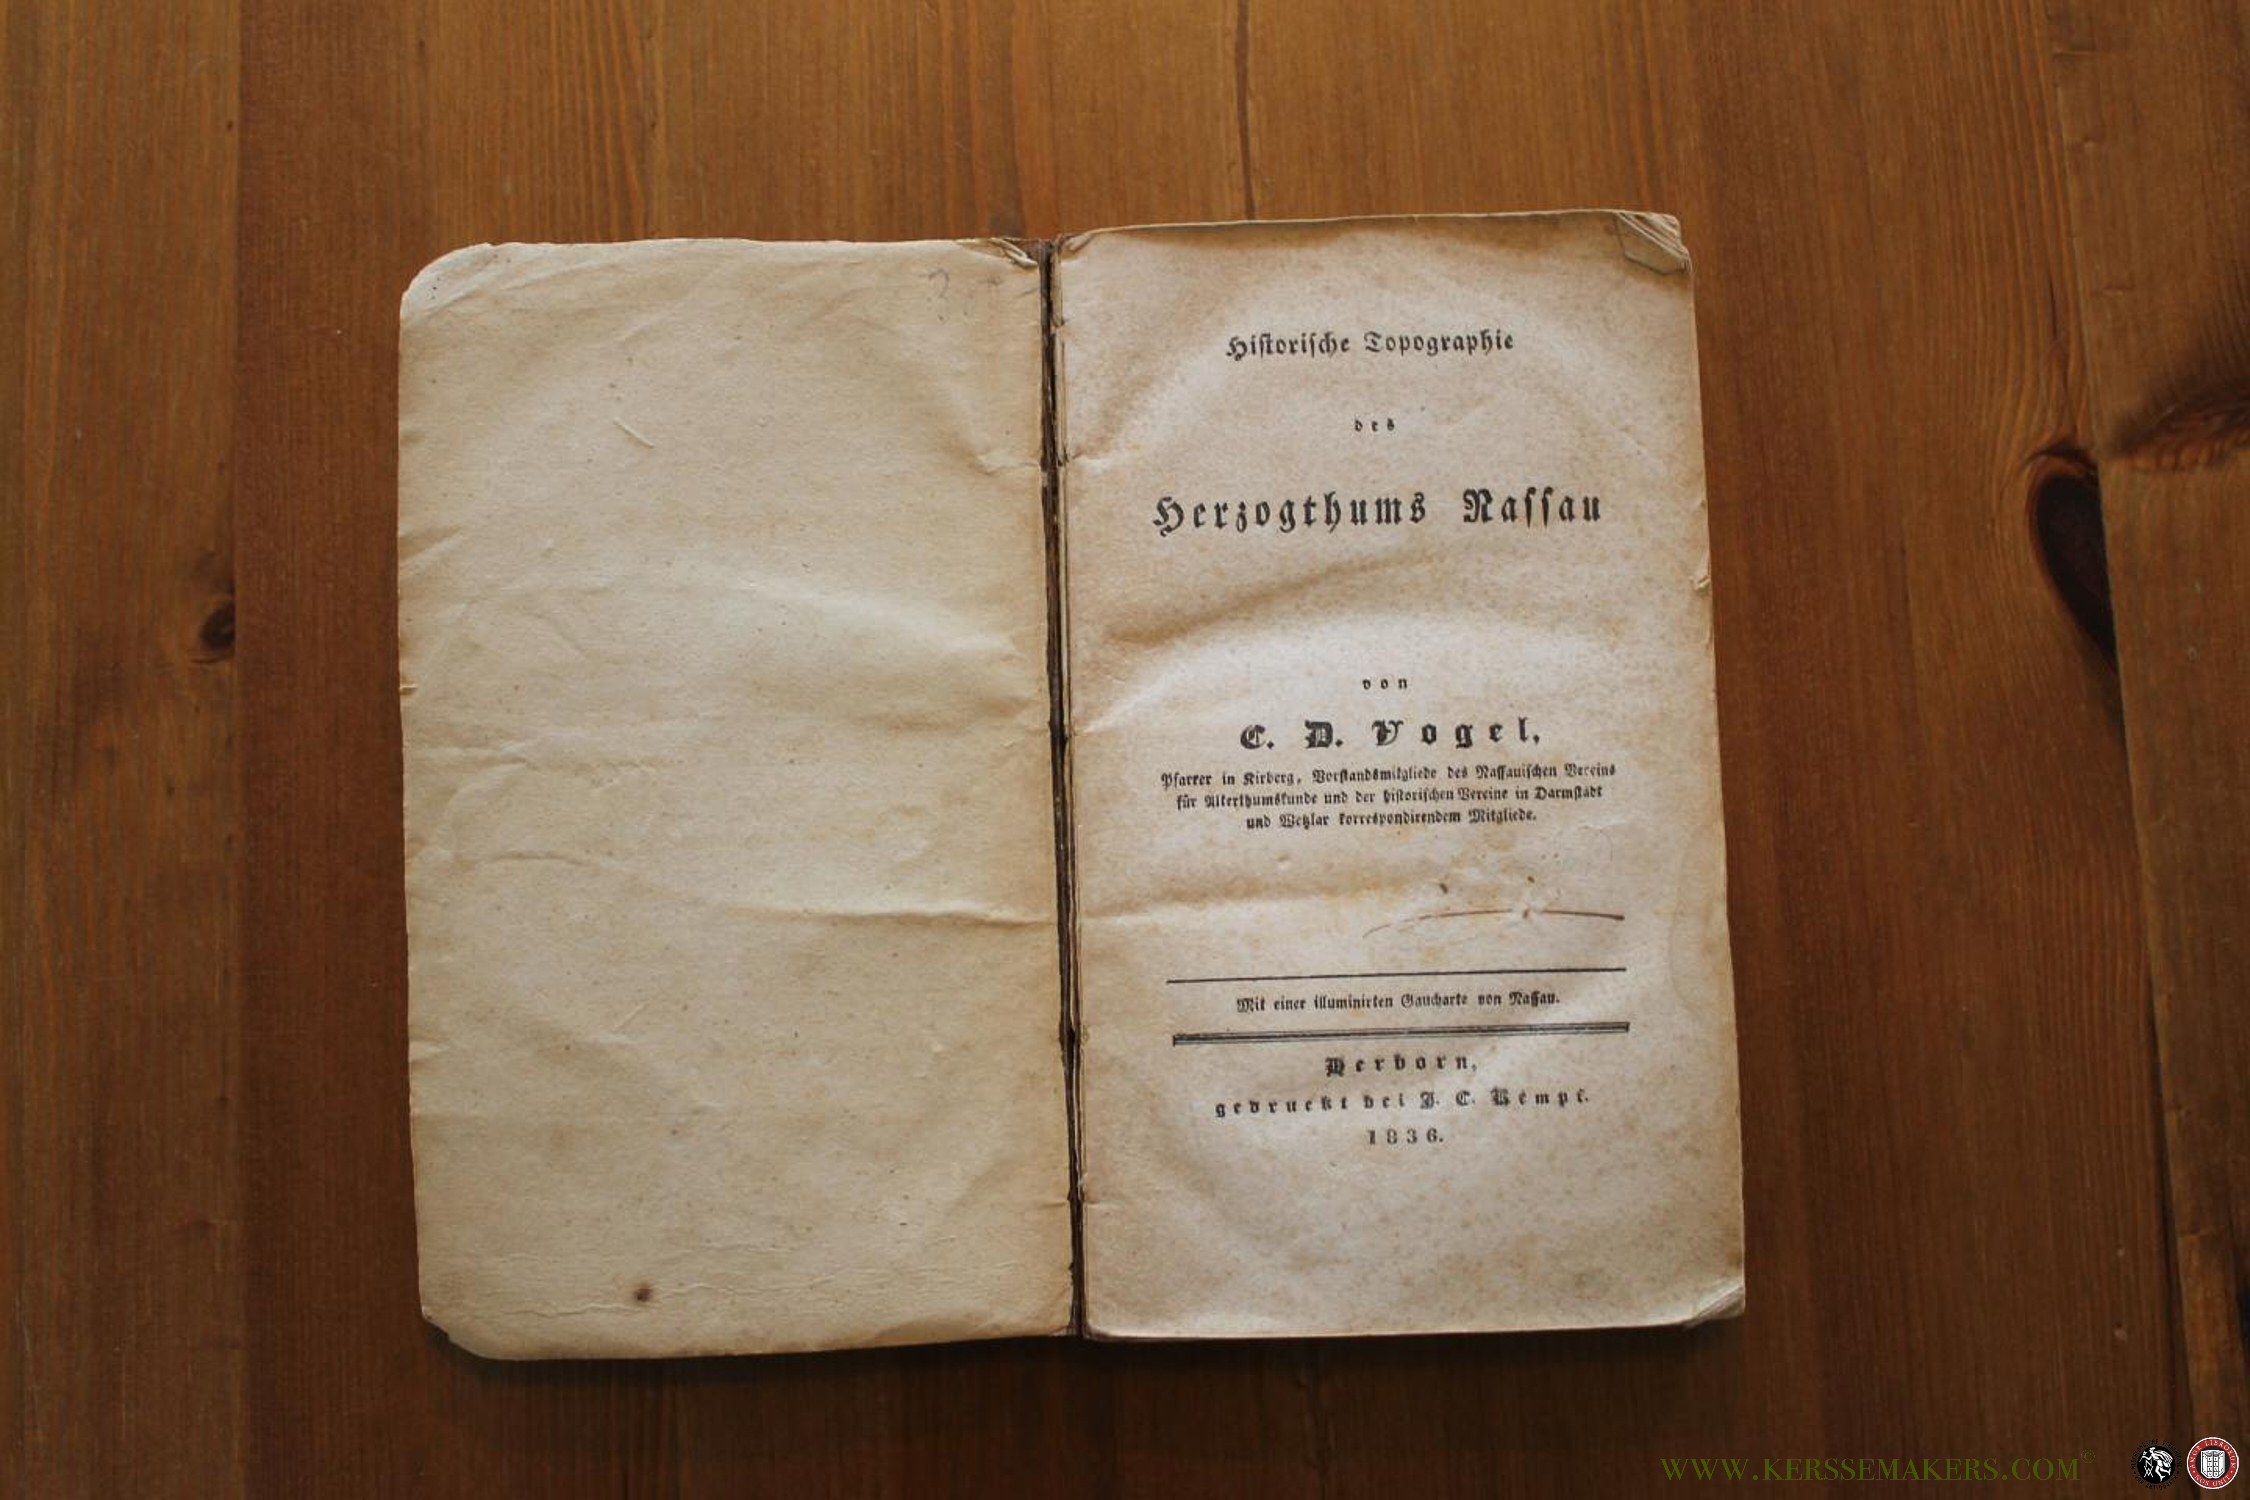 Hiſtoriſche Topographie
des
Herzogthums Naſſau
von
C. D. Vogel,
Pfarrer in Kirberg, Vorſtandsmitgliede des Naſſauiſchen Vereins
für Alterthumskunde und der hiſtoriſchen Vereine in Darmſtadt
und Wetzlar korreſpondirendem Mitgliede.
Mit einer illuminirten Gaucharte von Naſſau.
Herborn,
gedruckt bei J. C. Kempf.
1836.
WWW.KERSSEMAKERS.COM©